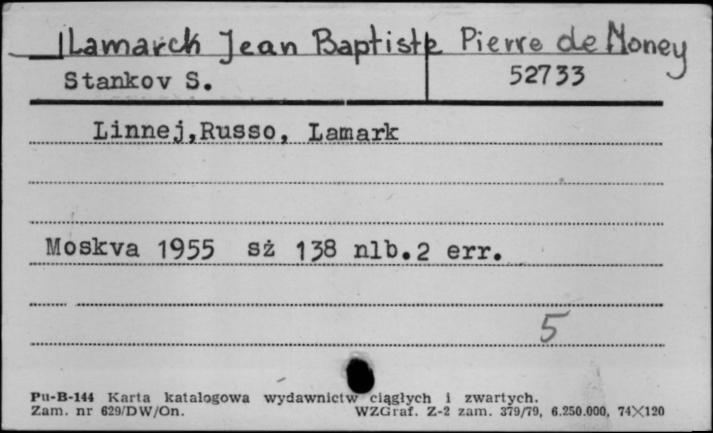 Lamarck Jean Baptiste Pierre de Money
Stankov S. 52733
Linnej,Russo, Lamark
Moskva 1955 sż 138 nlb.2 err.
5
Pu-B-144 Karta katalogowa wydawnictw ciągłych i zwartych.
Zam. nr 629/DW/On. WZGraf. Z-2 zam. 379/79, 6.250.000, 74×120